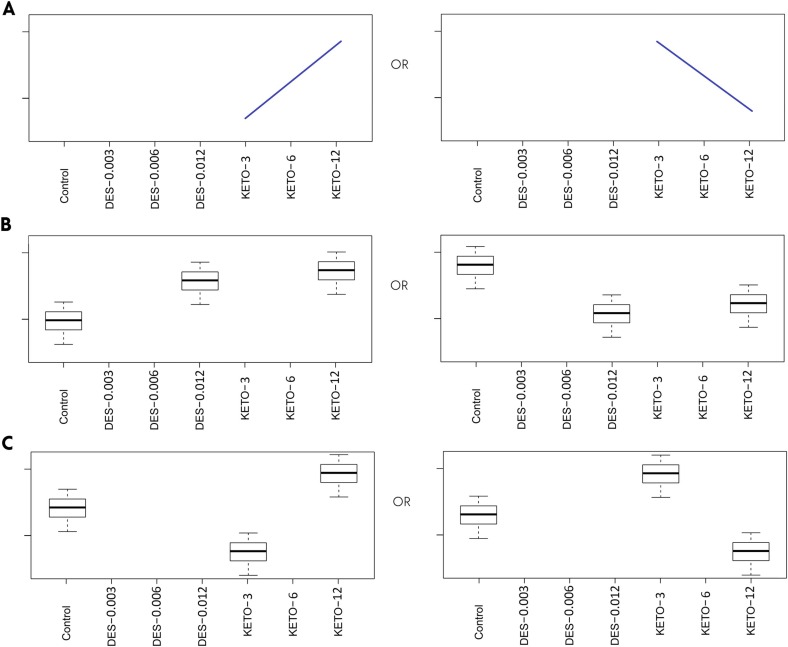 A
OR
Control
DES-0.003
DES-0.006
DES-0.012
KETO-3
KETO-6
KETO-12
Control
DES-0.003
DES-0.006
DES-0.012
KETO-3
KETO-6
KETO-12
B
OR
Control
DES-0.003
DES-0.006
DES-0.012
KETO-3
KETO-6
KETO-12
Control
DES-0.003
DES-0.006
DES-0.012
KETO-3
KETO-6
KETO-12
C
OR
Control
DES-0.003
DES-0.006
DES-0.012
KETO-3
KETO-6
KETO-12
Control
DES-0.003
DES-0.006
DES-0.012
KETO-3
KETO-6
KETO-12